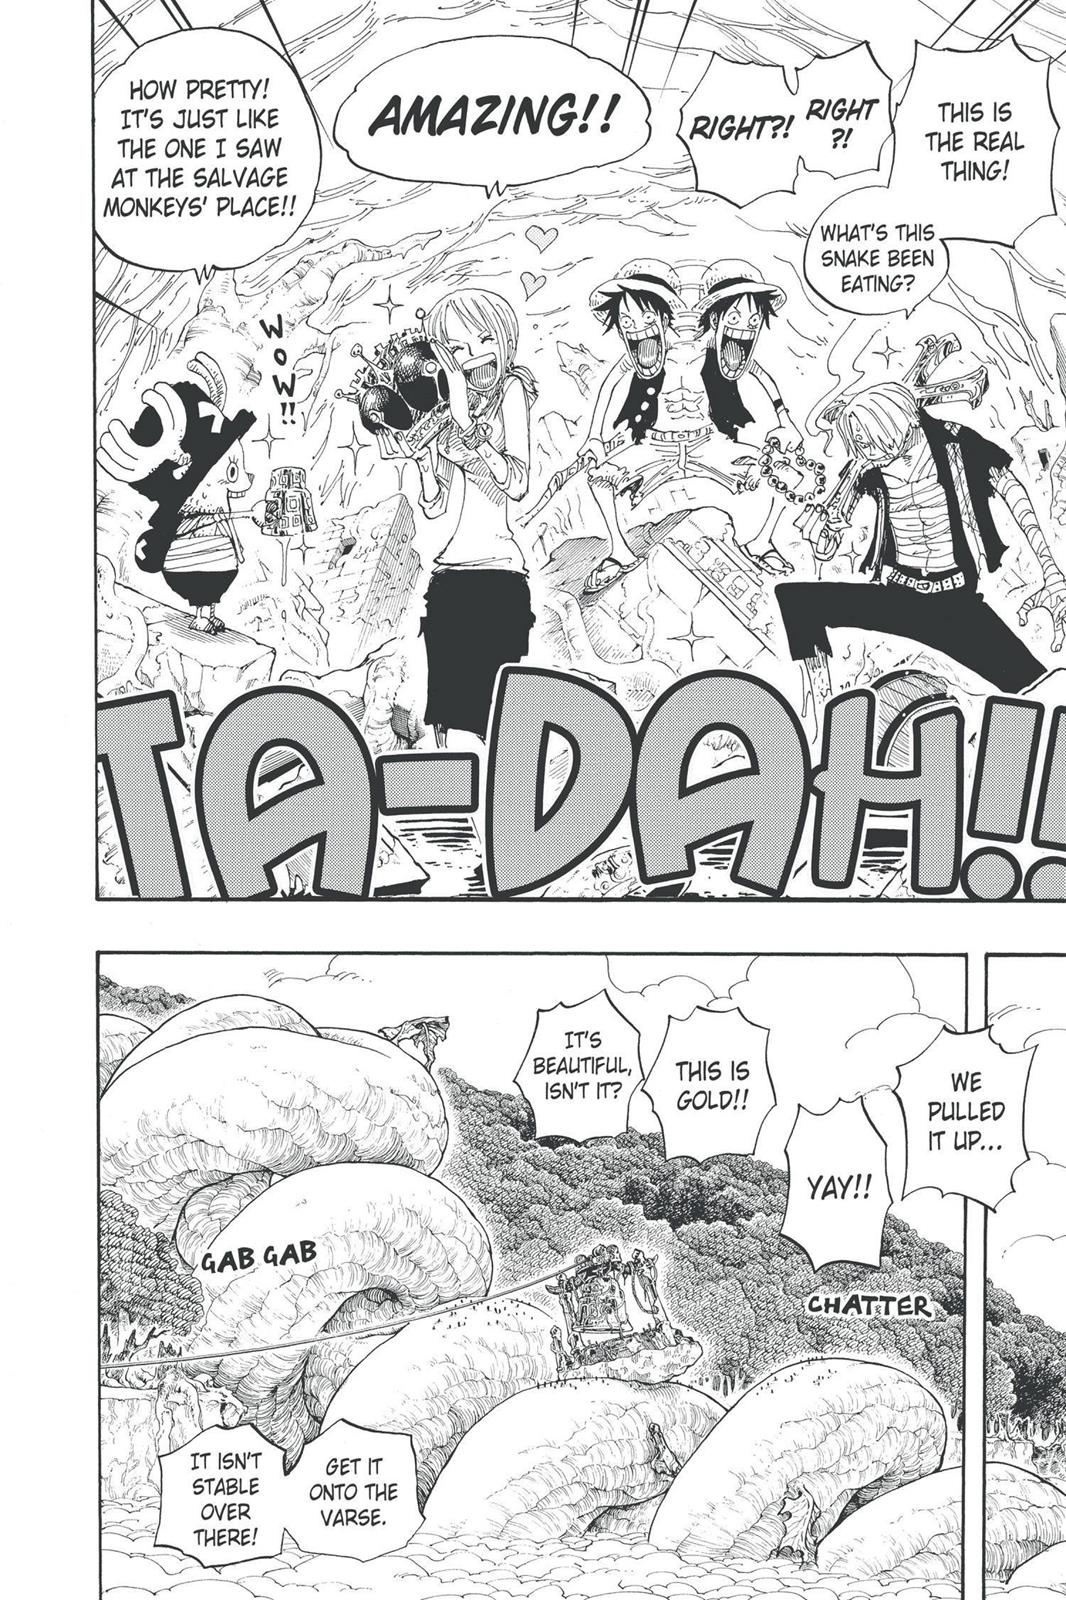 THIS IS
THE REAL
THING!
RIGHT
?!
RIGHT?!
WHAT'S THIS
SNAKE BEEN
EATING?
AMAZING!!
HOW PRETTY!
IT'S JUST LIKE
THE ONE I SAW
AT THE SALVAGE
MONKEYS' PLACE!!
WOW!!
TA-DAH!!
WE
PULLED
IT UP...
YAY!!
THIS IS
GOLD!!
IT'S
BEAUTIFUL,
ISN'T IT?
CHATTER
GAB GAB
GET IT
ONTO THE
VARSE.
IT ISN'T
STABLE
OVER
THERE!